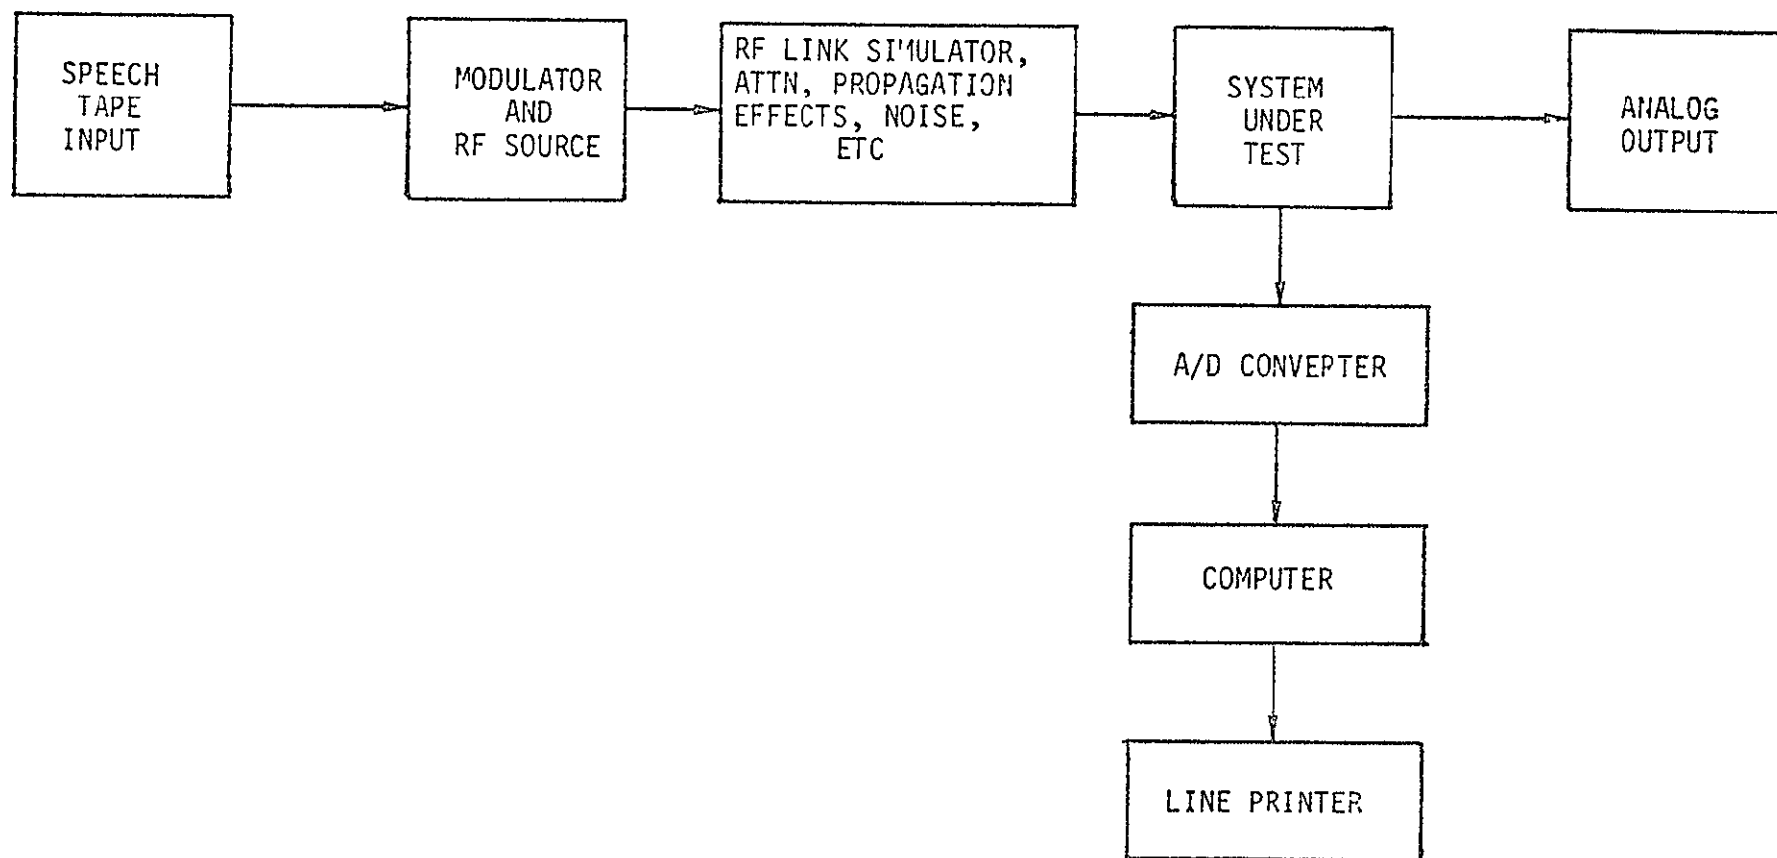 SPEECH
TAPE
INPUT
MODULATOR
AND
RF SOURCE
RF LINK SIMULATOR,
ATTN, PROPAGATION
EFFECTS, NOISE,
ETC
SYSTEM
UNDER
TEST
ANALOG
OUTPUT
A/D CONVERTER
COMPUTER
LINE PRINTER